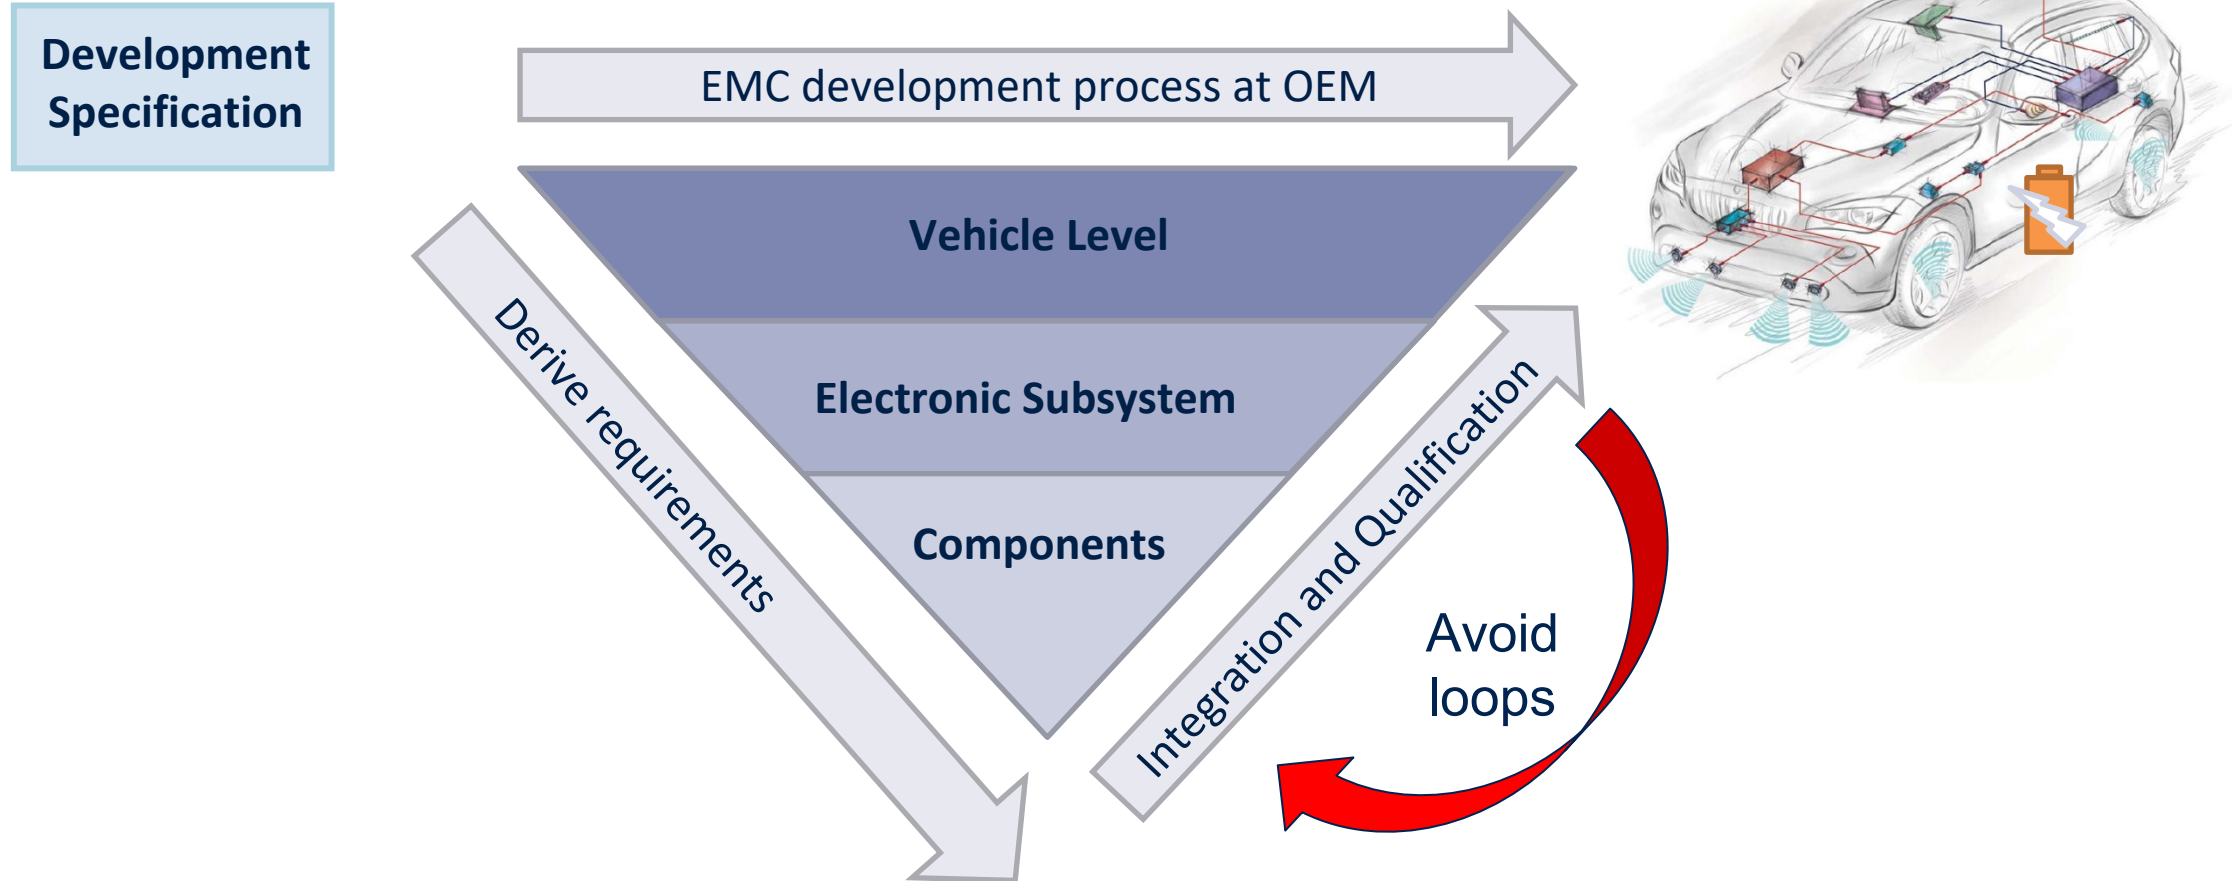 Development
Specification
EMC development process at OEM
Vehicle Level
Derive requirements
Electronic Subsystem
Components
Integration and Qualification
Avoid
loops